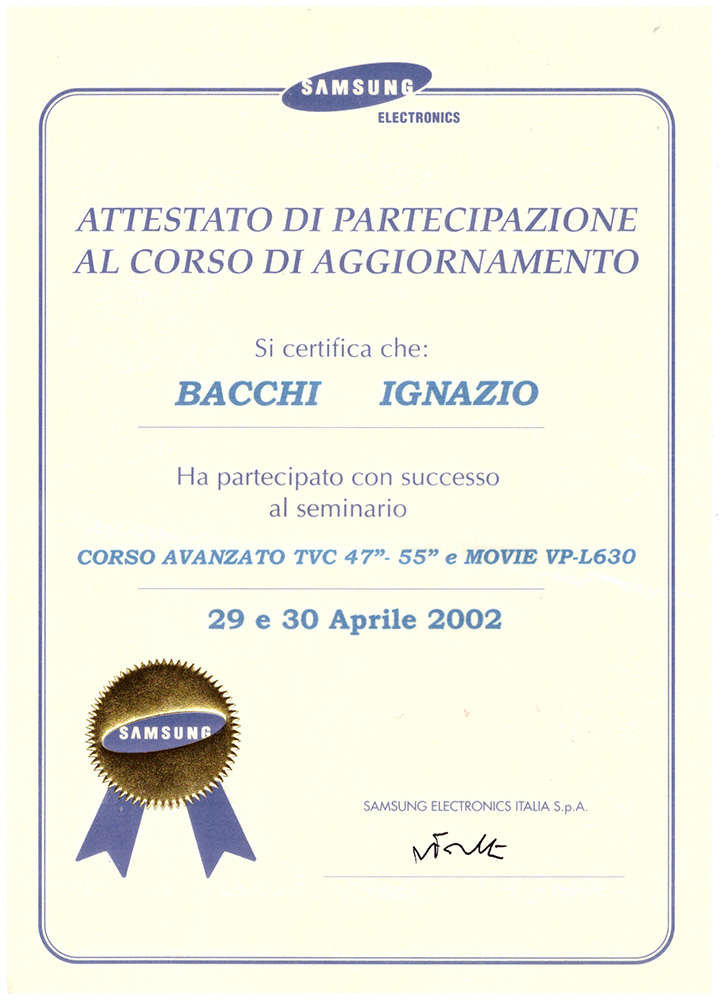 SAMSUNG
ELECTRONICS
ATTESTATO DI PARTECIPAZIONE
AL CORSO DI AGGIORNAMENTO
Si certifica che:
BACCHI IGNAZIO
Ha partecipato con successo
al seminario
CORSO AVANZATO TVC 47”- 55” e MOVIE VP-L630
29 e 30 Aprile 2002
SAMSUNG
SAMSUNG ELECTRONICS ITALIA S.p.A.